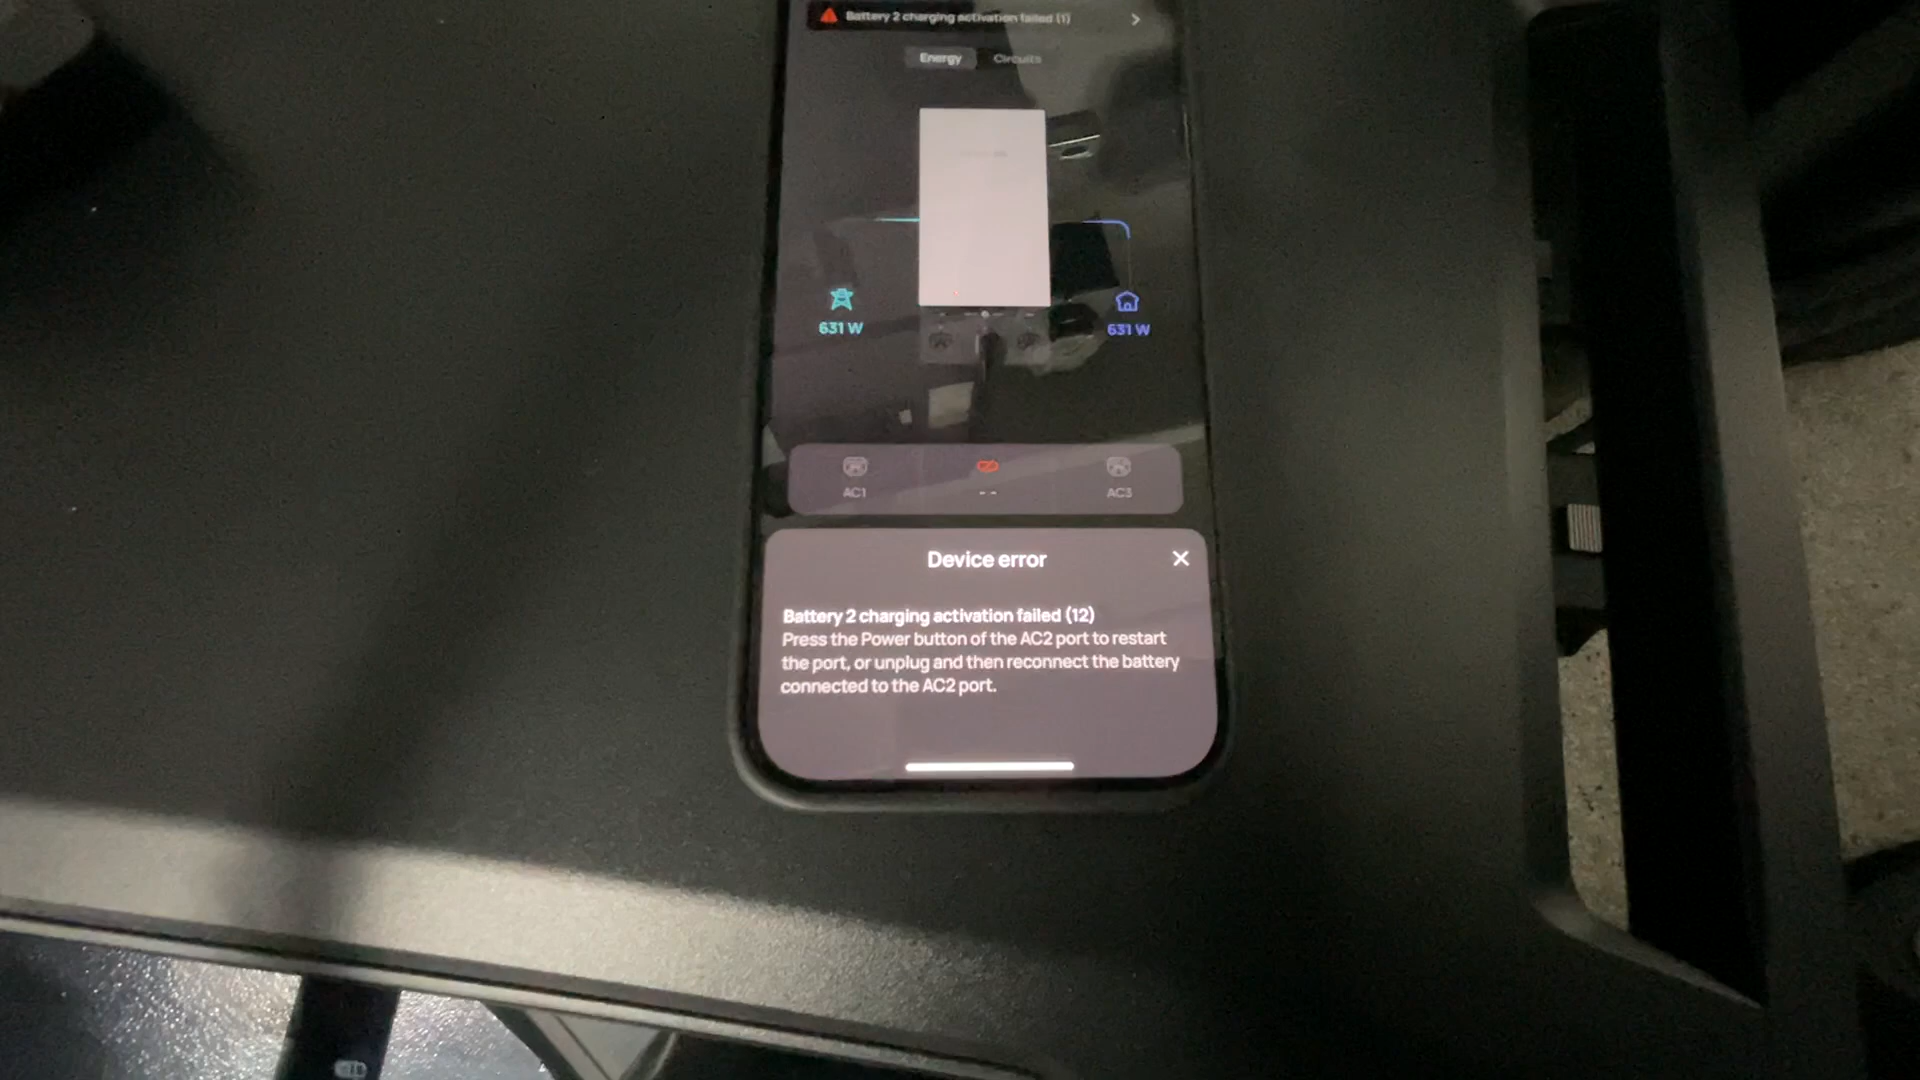 Battery 2 charging activation failed (1)
Energy Circuits
631 W 631 W
AC1 -- AC3
Device error
Battery 2 charging activation failed (12)
Press the Power button of the AC2 port to restart
the port, or unplug and then reconnect the battery
connected to the AC2 port.